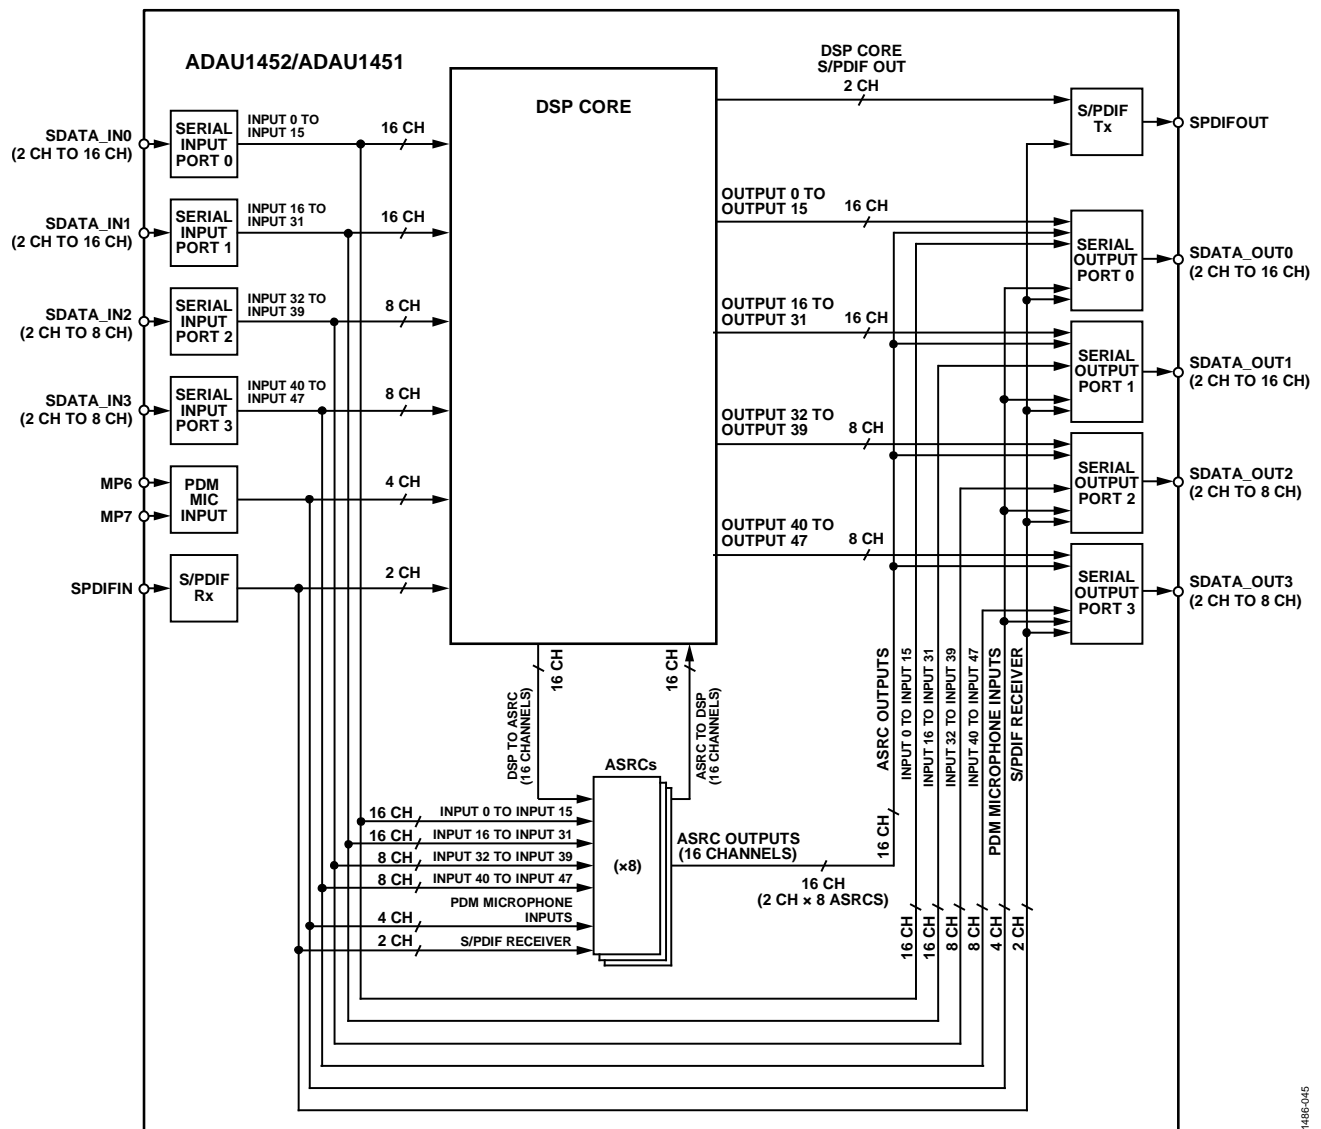 ADAU1452/ADAU1451
DSP CORE
DSP CORE
S/PDIF OUT
2 CH
S/PDIF
Tx
SPDIFOUT
SDATA_IN0
(2 CH TO 16 CH)
SERIAL
INPUT
PORT 0
INPUT 0 TO
INPUT 15
16 CH
SDATA_IN1
(2 CH TO 16 CH)
SERIAL
INPUT
PORT 1
INPUT 16 TO
INPUT 31
16 CH
SDATA_IN2
(2 CH TO 8 CH)
SERIAL
INPUT
PORT 2
INPUT 32 TO
INPUT 39
8 CH
SDATA_IN3
(2 CH TO 8 CH)
SERIAL
INPUT
PORT 3
INPUT 40 TO
INPUT 47
8 CH
MP6
MP7
PDM
MIC
INPUT
4 CH
SPDIFIN
S/PDIF
Rx
2 CH
OUTPUT 0 TO
OUTPUT 15
16 CH
SERIAL
OUTPUT
PORT 0
SDATA_OUT0
(2 CH TO 16 CH)
OUTPUT 16 TO
OUTPUT 31
16 CH
SERIAL
OUTPUT
PORT 1
SDATA_OUT1
(2 CH TO 16 CH)
OUTPUT 32 TO
OUTPUT 39
8 CH
SERIAL
OUTPUT
PORT 2
SDATA_OUT2
(2 CH TO 8 CH)
OUTPUT 40 TO
OUTPUT 47
8 CH
SERIAL
OUTPUT
PORT 3
SDATA_OUT3
(2 CH TO 8 CH)
16 CH
DSP TO ASRC
(16 CHANNELS)
16 CH
ASRC TO DSP
(16 CHANNELS)
ASRCs
(×8)
16 CH
INPUT 0 TO INPUT 15
16 CH
INPUT 16 TO INPUT 31
8 CH
INPUT 32 TO INPUT 39
8 CH
INPUT 40 TO INPUT 47
4 CH
PDM MICROPHONE
INPUTS
2 CH
S/PDIF RECEIVER
ASRC OUTPUTS
(16 CHANNELS)
16 CH
(2 CH × 8 ASRCS)
ASRC OUTPUTS
16 CH
INPUT 0 TO INPUT 15
16 CH
INPUT 16 TO INPUT 31
16 CH
INPUT 32 TO INPUT 39
8 CH
INPUT 40 TO INPUT 47
8 CH
PDM MICROPHONE INPUTS
4 CH
S/PDIF RECEIVER
2 CH
1486-045